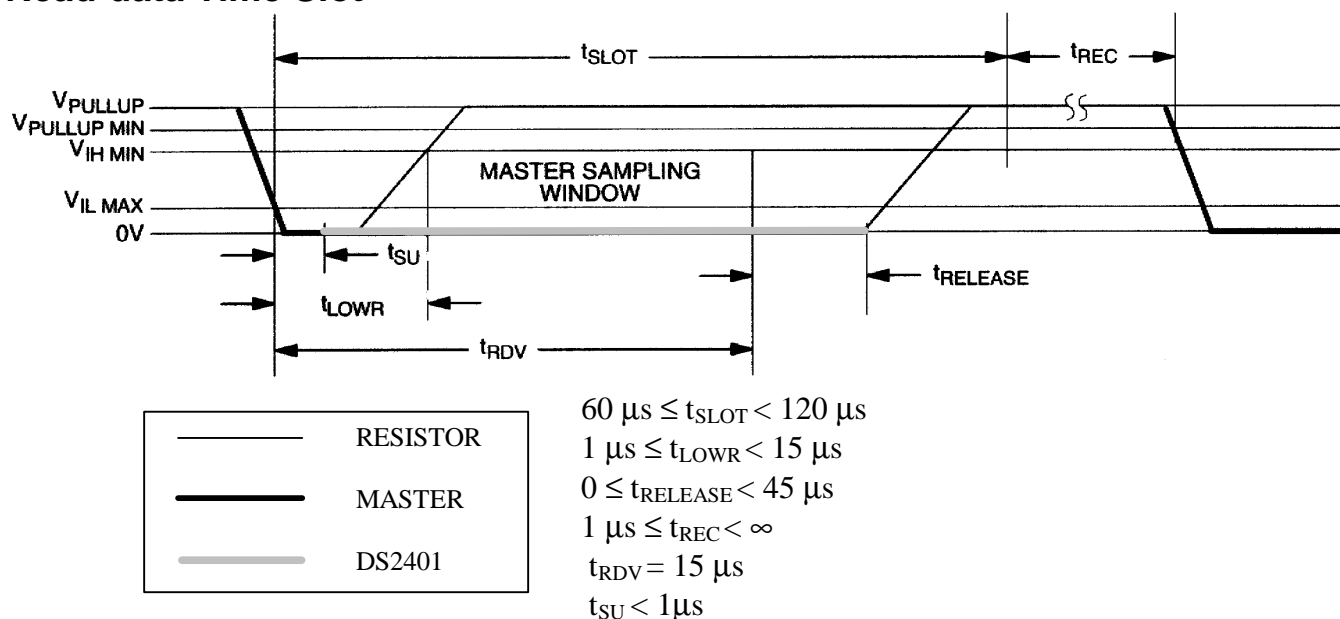 Read-data Time Slot
tSLOT
tREC
VPULLUP
VPULLUP MIN
VIH MIN
MASTER SAMPLING
WINDOW
VIL MAX
0V
tSU
tRELEASE
tLOWR
tRDV
RESISTOR
MASTER
DS2401
60 μs ≤ tSLOT < 120 μs
1 μs ≤ tLOWR < 15 μs
0 ≤ tRELEASE < 45 μs
1 μs ≤ tREC < ∞
tRDV = 15 μs
tSU < 1μs